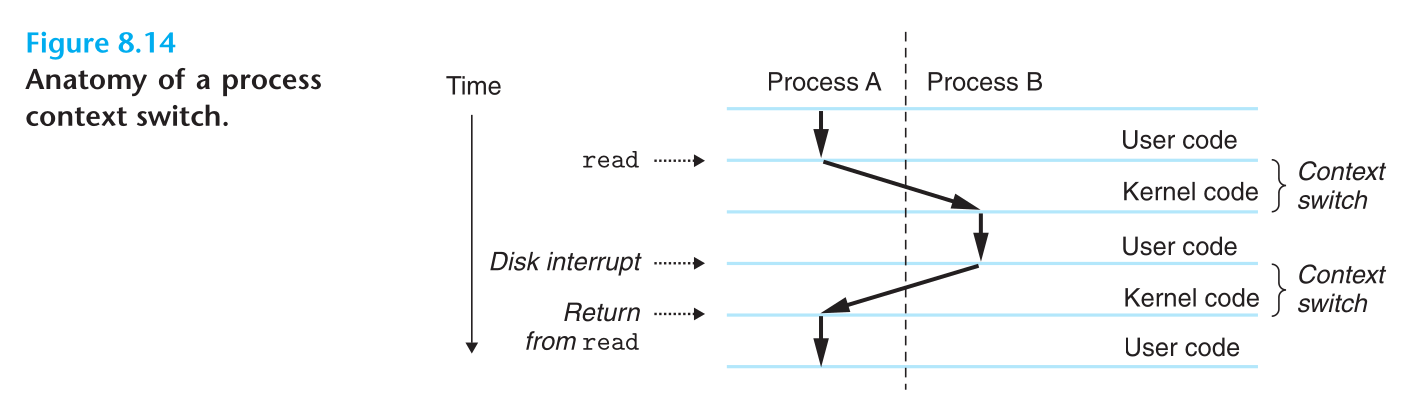 Figure 8.14
Anatomy of a process
context switch.
Time
Process A
Process B
User code
read
Context
switch
Kernel code
User code
Disk interrupt
Context
switch
Kernel code
Return
from read
User code